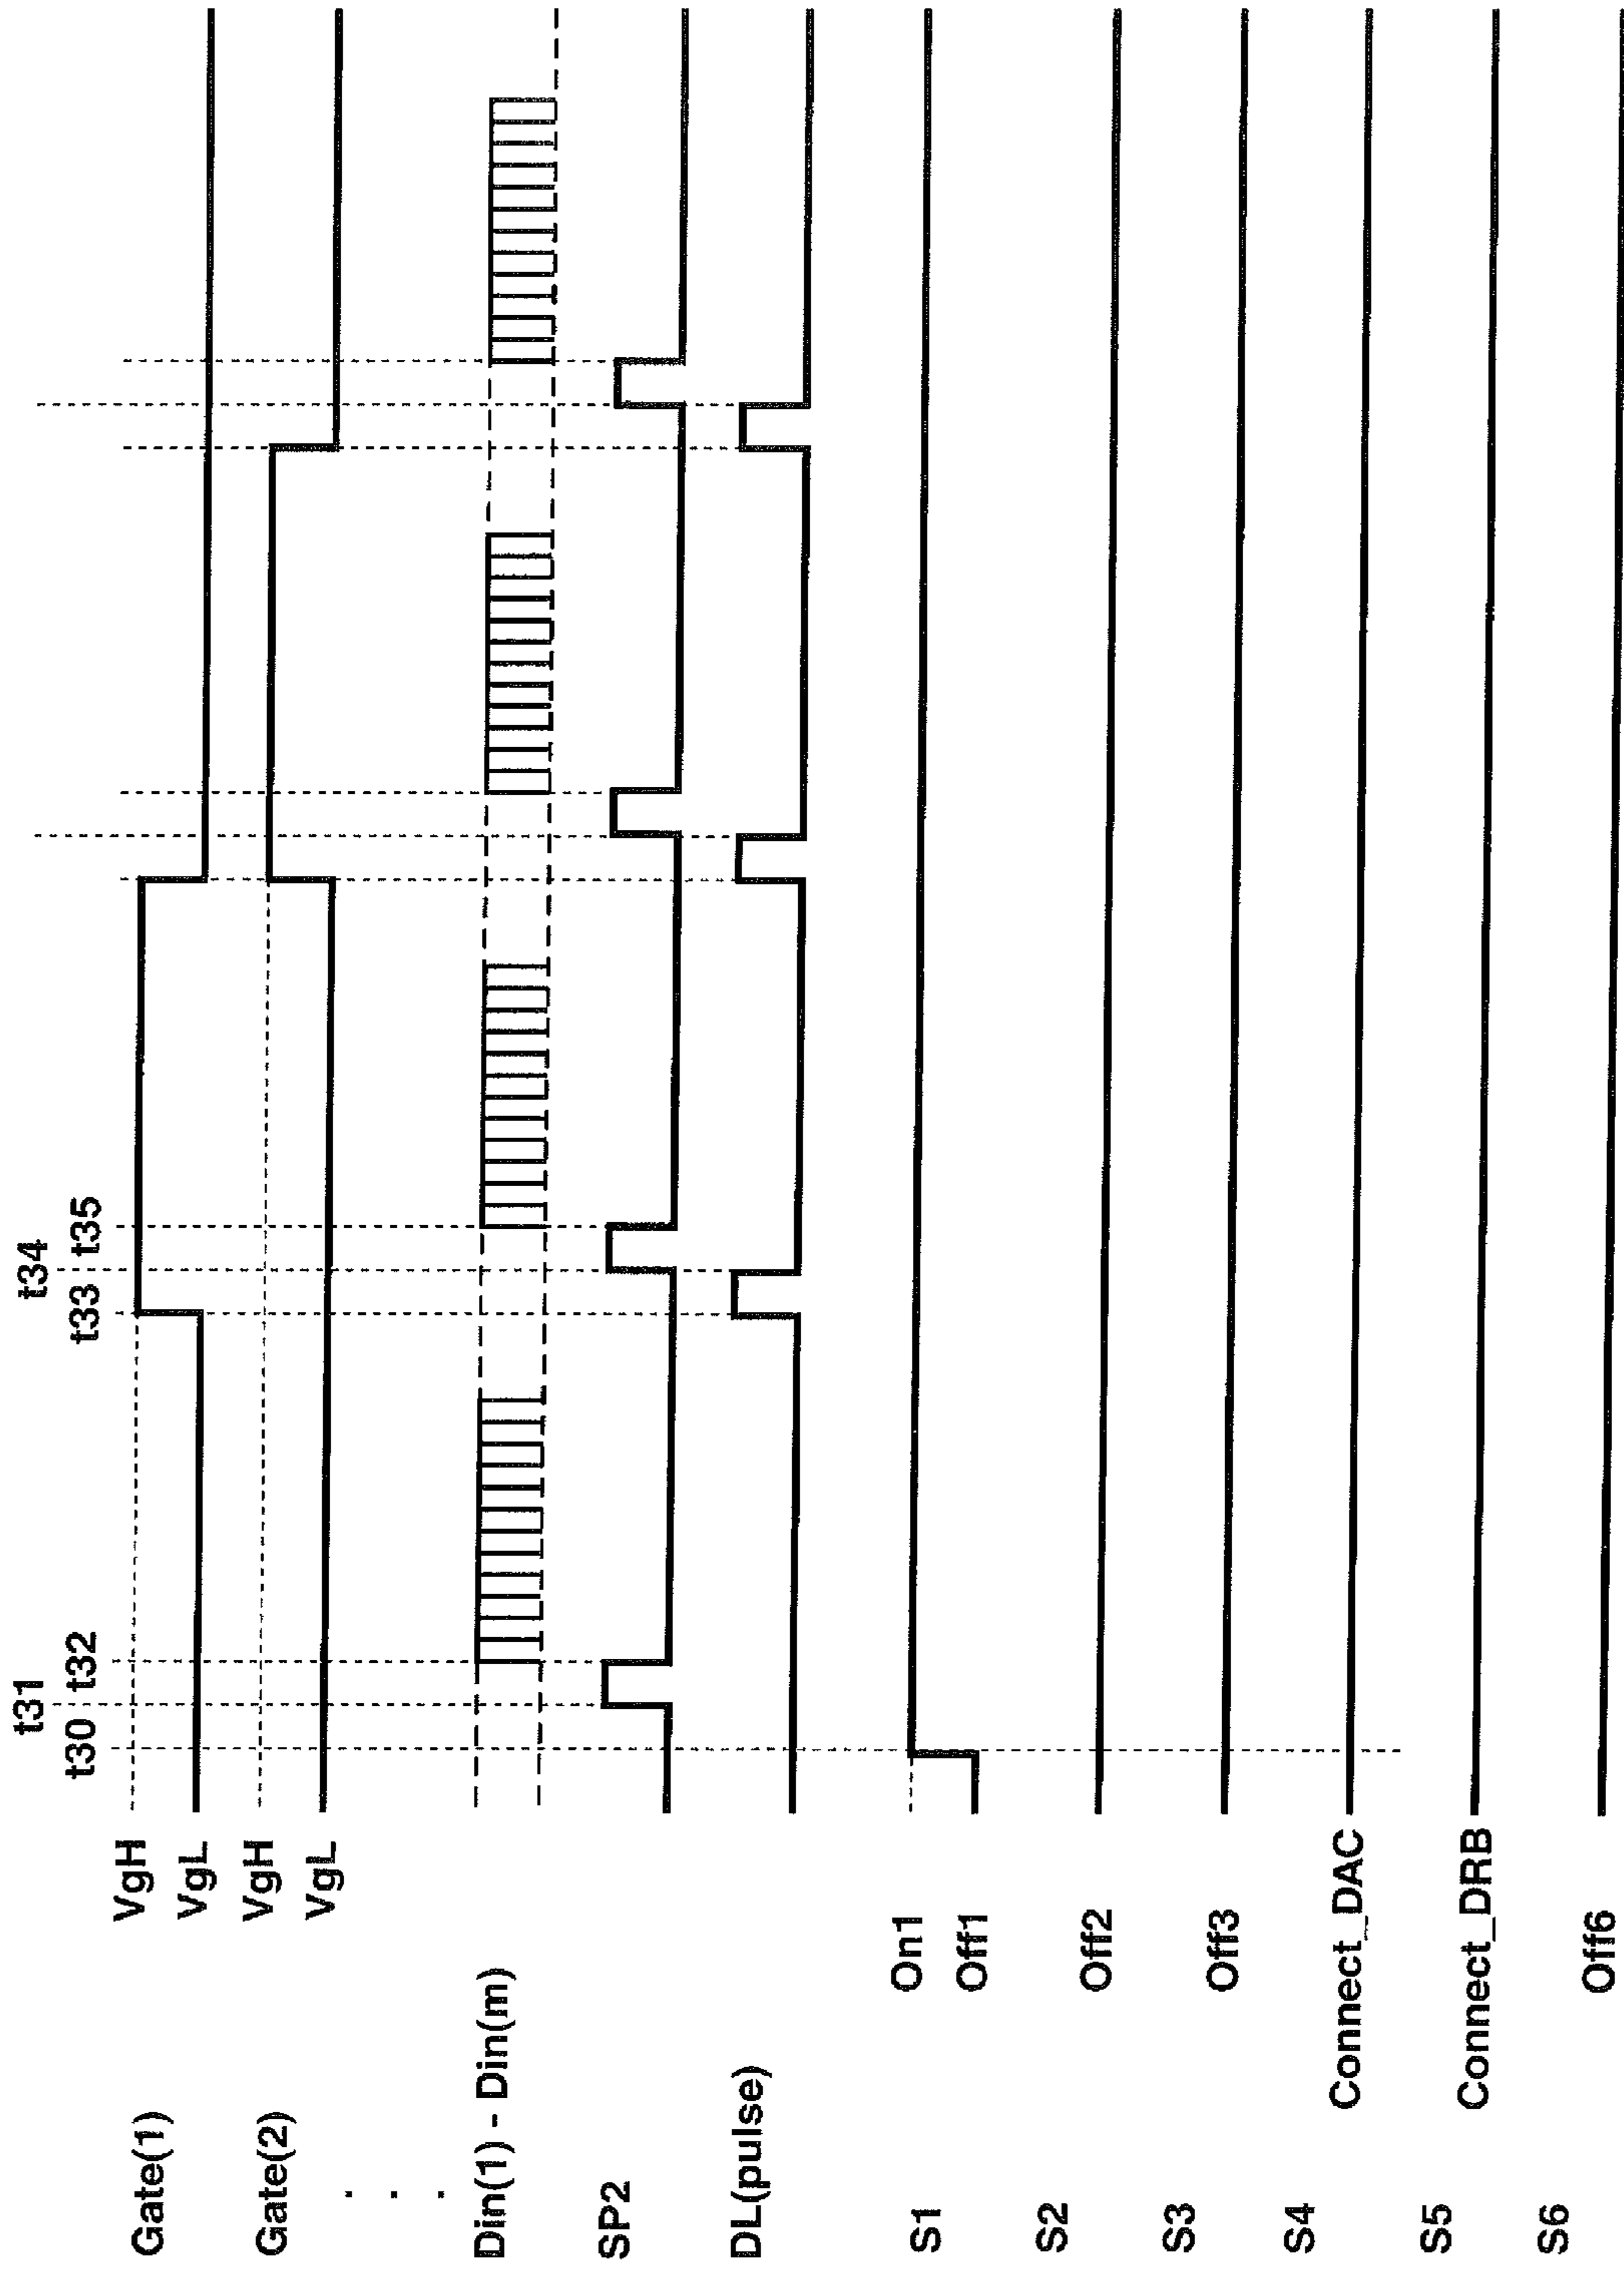 t31
t34
t30 t32
t33 t35
Gate(1)
VgH
VgL
Gate(2)
VgH
VgL
. . .
Din(1) - Din(m)
SP2
DL(pulse)
S1
On1
Off1
S2
Off2
S3
Off3
S4
Connect_DAC
S5
Connect_DRB
S6
Off6